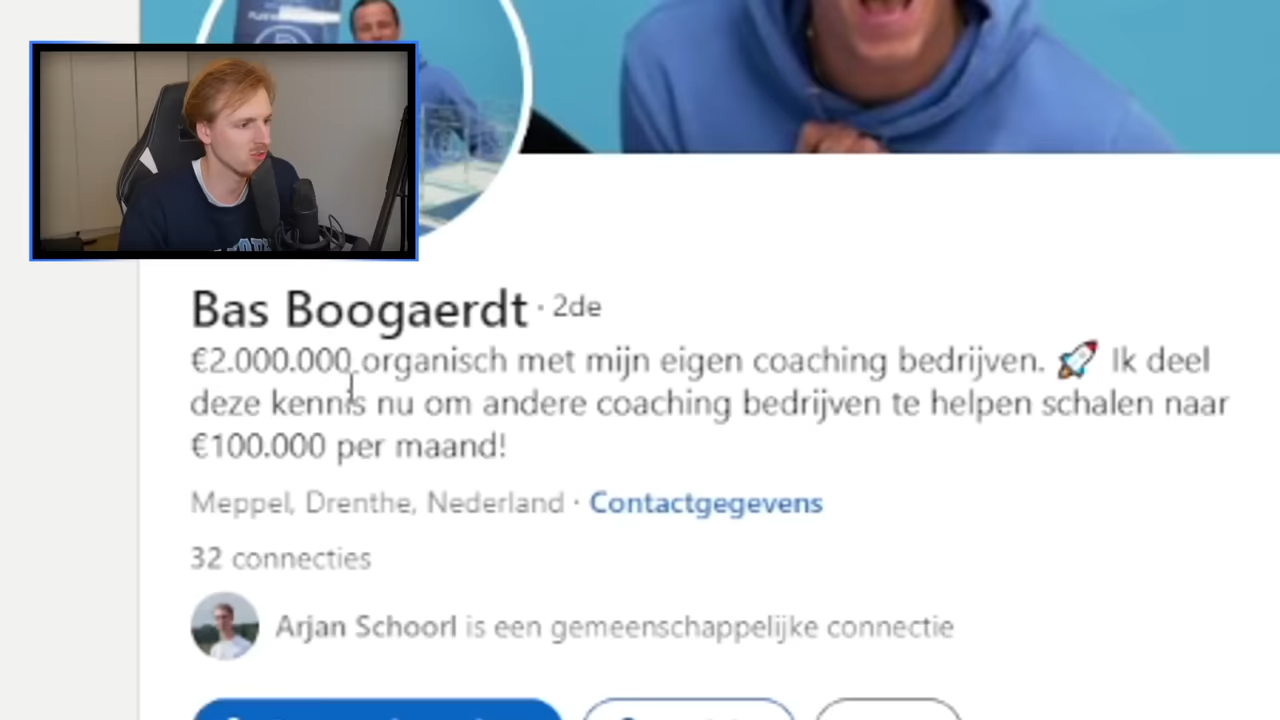 Bas Boogaerdt · 2de
€2.000.000 organisch met mijn eigen coaching bedrijven. 🚀 Ik deel
deze kennis nu om andere coaching bedrijven te helpen schalen naar
€100.000 per maand!
Meppel, Drenthe, Nederland · Contactgegevens
32 connecties
Arjan Schoorl is een gemeenschappelijke connectie